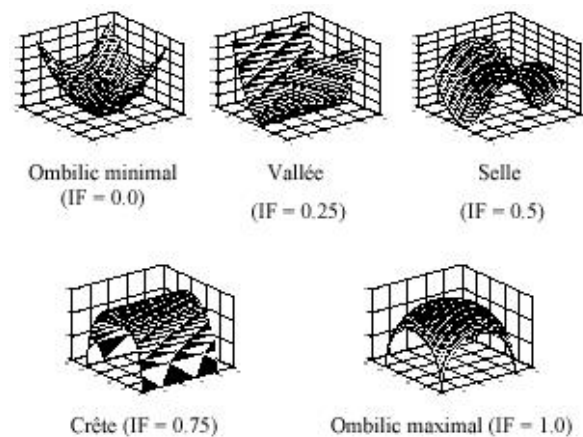 Ombilic minimal
(IF = 0.0)
Vallée
(IF = 0.25)
Selle
(IF = 0.5)
Crête (IF = 0.75)
Ombilic maximal (IF = 1.0)